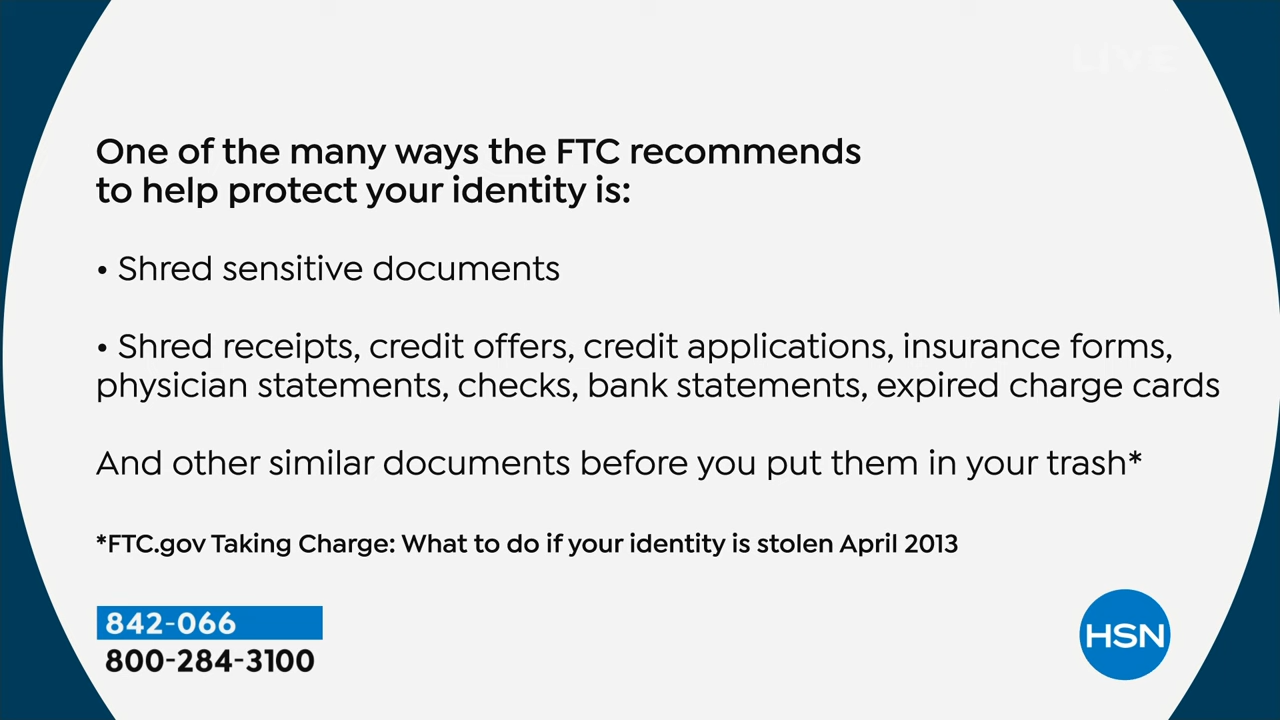 LIVE
One of the many ways the FTC recommends
to help protect your identity is:
• Shred sensitive documents
• Shred receipts, credit offers, credit applications, insurance forms,
physician statements, checks, bank statements, expired charge cards
And other similar documents before you put them in your trash*
*FTC.gov Taking Charge: What to do if your identity is stolen April 2013
842-066
800-284-3100
HSN